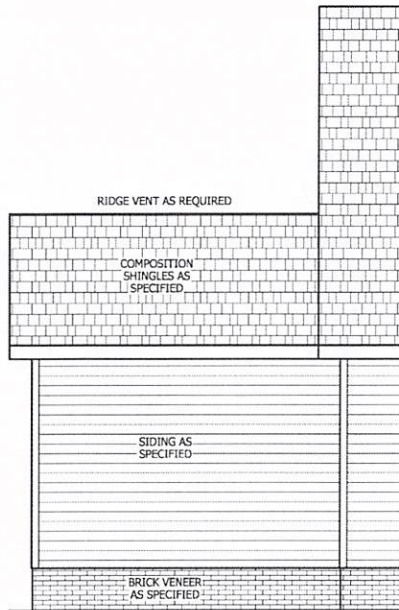 RIDGE VENT AS REQUIRED
COMPOSITION
SHINGLES AS
SPECIFIED
SIDING AS
SPECIFIED
BRICK VENEER
AS SPECIFIED